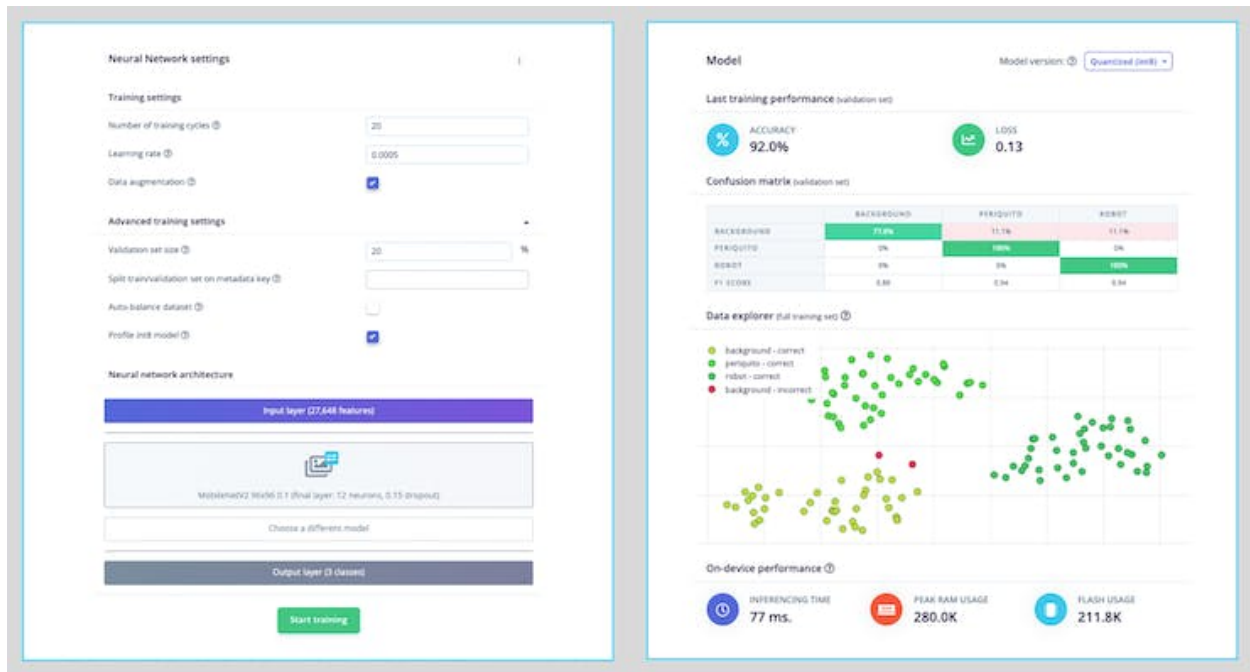 Neural Network settings
Training settings
Number of training cycles
20
Learning rate
0.0005
Data augmentation
Advanced training settings
Validation set size
20 %
Split train/validation set on metadata key
Auto-balance dataset
Profile int8 model
Neural network architecture
Input layer (27,648 features)
MobileNetV2 96x96 0.1 (final layer: 12 neurons, 0.15 dropout)
Choose a different model
Output layer (3 classes)
Start training
Model
Model version: Quantized (int8)
Last training performance (validation set)
ACCURACY
92.0%
LOSS
0.13
Confusion matrix (validation set)
BACKGROUND PERIQUITO ROBOT
BACKGROUND 77.8% 11.1% 11.1%
PERIQUITO 0% 100% 0%
ROBOT 0% 0% 100%
F1 SCORE 0.88 0.94 0.94
Data explorer (full training set)
background - correct
periquito - correct
robot - correct
background - incorrect
On-device performance
INFERENCING TIME
77 ms.
PEAK RAM USAGE
280.0K
FLASH USAGE
211.8K